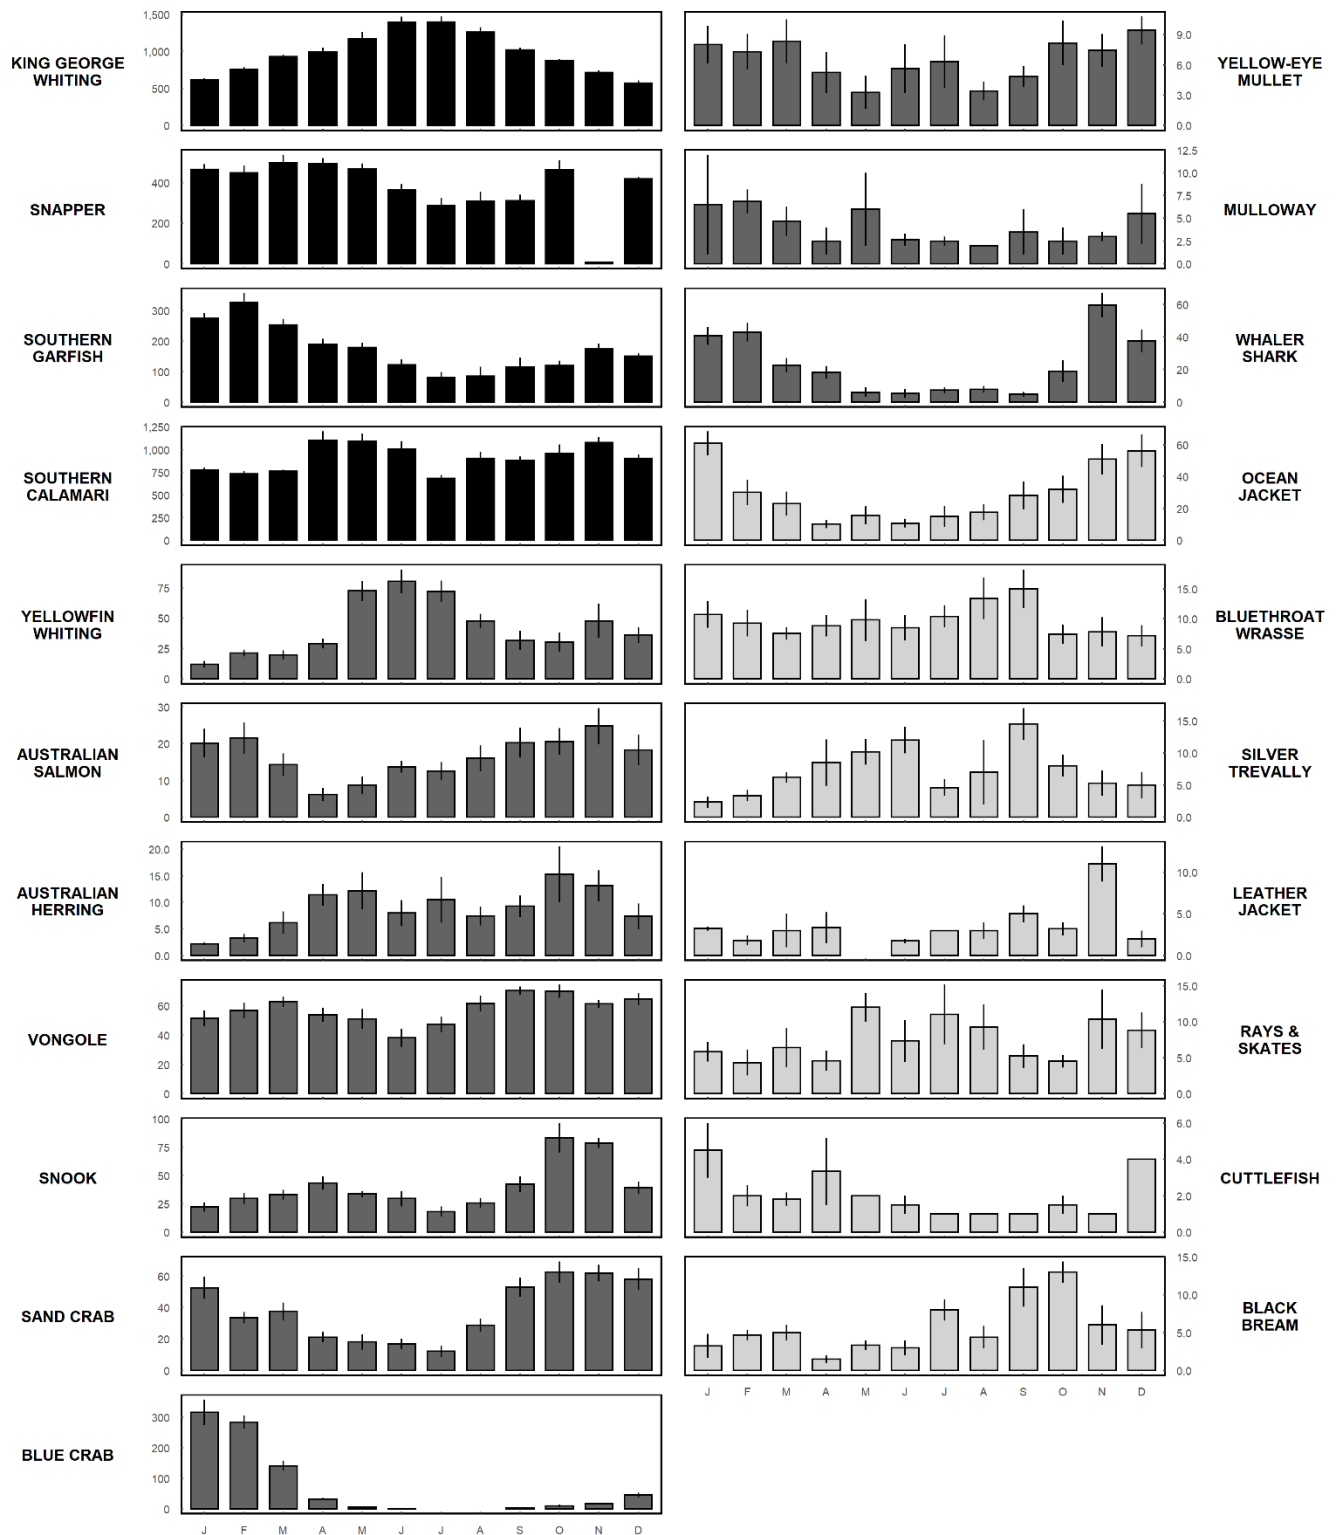 KING GEORGE
WHITING
1,500
1,000
500
0
9.0
6.0
3.0
0.0
YELLOW-EYE
MULLET
SNAPPER
400
200
0
12.5
10.0
7.5
5.0
2.5
0.0
MULLOWAY
SOUTHERN
GARFISH
300
200
100
0
60
40
20
0
WHALER
SHARK
SOUTHERN
CALAMARI
1,250
1,000
750
500
250
0
60
40
20
0
OCEAN
JACKET
YELLOWFIN
WHITING
75
50
25
0
15.0
10.0
5.0
0.0
BLUETHROAT
WRASSE
AUSTRALIAN
SALMON
30
20
10
0
15.0
10.0
5.0
0.0
SILVER
TREVALLY
AUSTRALIAN
HERRING
20.0
15.0
10.0
5.0
0.0
10.0
5.0
0.0
LEATHER
JACKET
VONGOLE
60
40
20
0
15.0
10.0
5.0
0.0
RAYS &
SKATES
SNOOK
100
75
50
25
0
6.0
4.0
2.0
0.0
CUTTLEFISH
SAND CRAB
60
40
20
0
15.0
10.0
5.0
0.0
BLACK
BREAM
J F M A M J J A S O N D
BLUE CRAB
300
200
100
0
J F M A M J J A S O N D